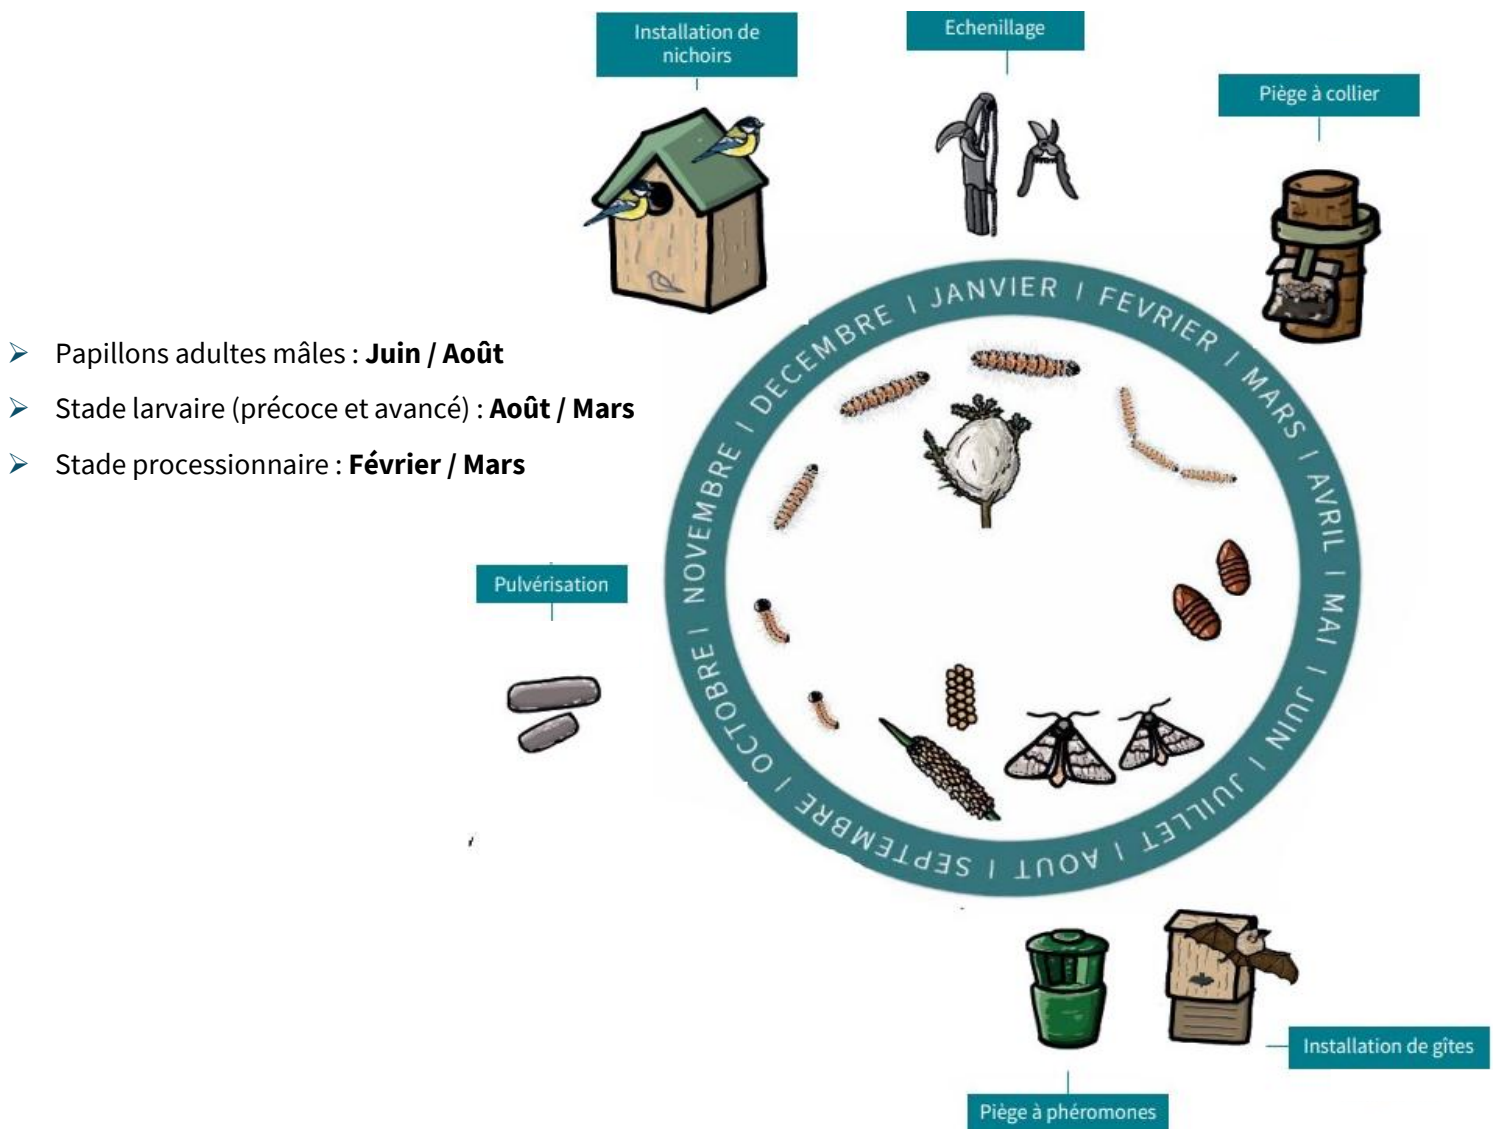 Installation de
nichoirs
Echenillage
Piège à collier
➢ Papillons adultes mâles : Juin / Août
➢ Stade larvaire (précoce et avancé) : Août / Mars
➢ Stade processionnaire : Février / Mars
JANVIER | FEVRIER | MARS | AVRIL | MAI | JUIN | JUILLET | AOUT | SEPTEMBRE | OCTOBRE | NOVEMBRE | DECEMBRE |
Pulvérisation
Installation de gîtes
Piège à phéromones